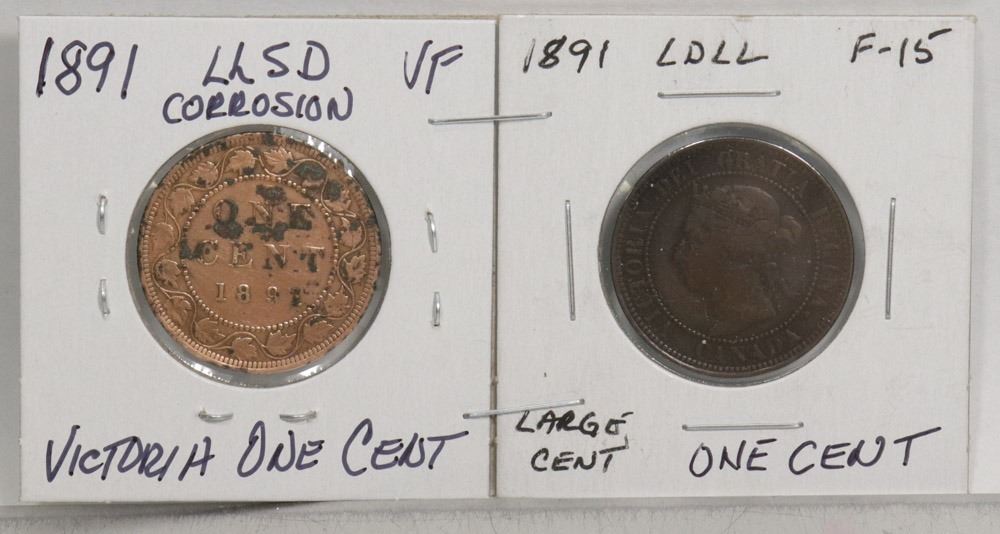 1891 LLSD VF
CORROSION
ONE
CENT
1891
VICTORIA ONE CENT
1891 LDLL F-15
VICTORIA DEI GRATIA REGINA
CANADA
LARGE
CENT
ONE CENT